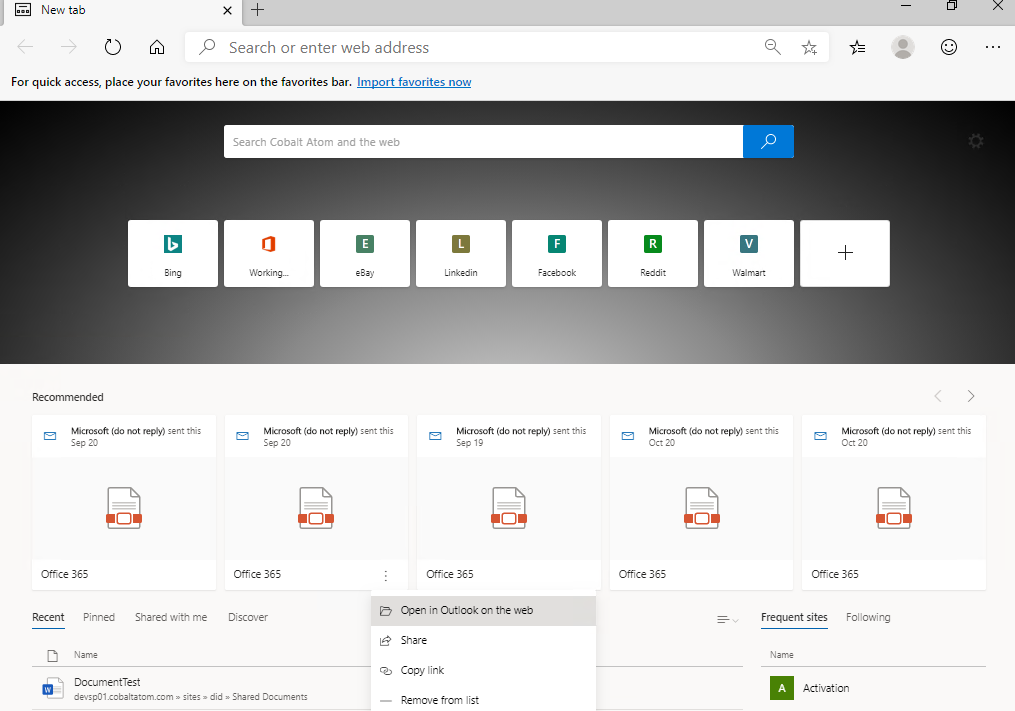 New tab
Search or enter web address
For quick access, place your favorites here on the favorites bar. Import favorites now
Search Cobalt Atom and the web
Bing
Working...
E
eBay
L
Linkedin
F
Facebook
R
Reddit
V
Walmart
Recommended
Microsoft (do not reply) sent this
Sep 20
Microsoft (do not reply) sent this
Sep 20
Microsoft (do not reply) sent this
Sep 19
Microsoft (do not reply) sent this
Oct 20
Microsoft (do not reply) sent this
Oct 20
Office 365
Office 365
Office 365
Office 365
Office 365
Open in Outlook on the web
Share
Copy link
Remove from list
Recent Pinned Shared with me Discover
Name
DocumentTest
devsp01.cobaltatom.com » sites » did » Shared Documents
Frequent sites Following
Name
A Activation